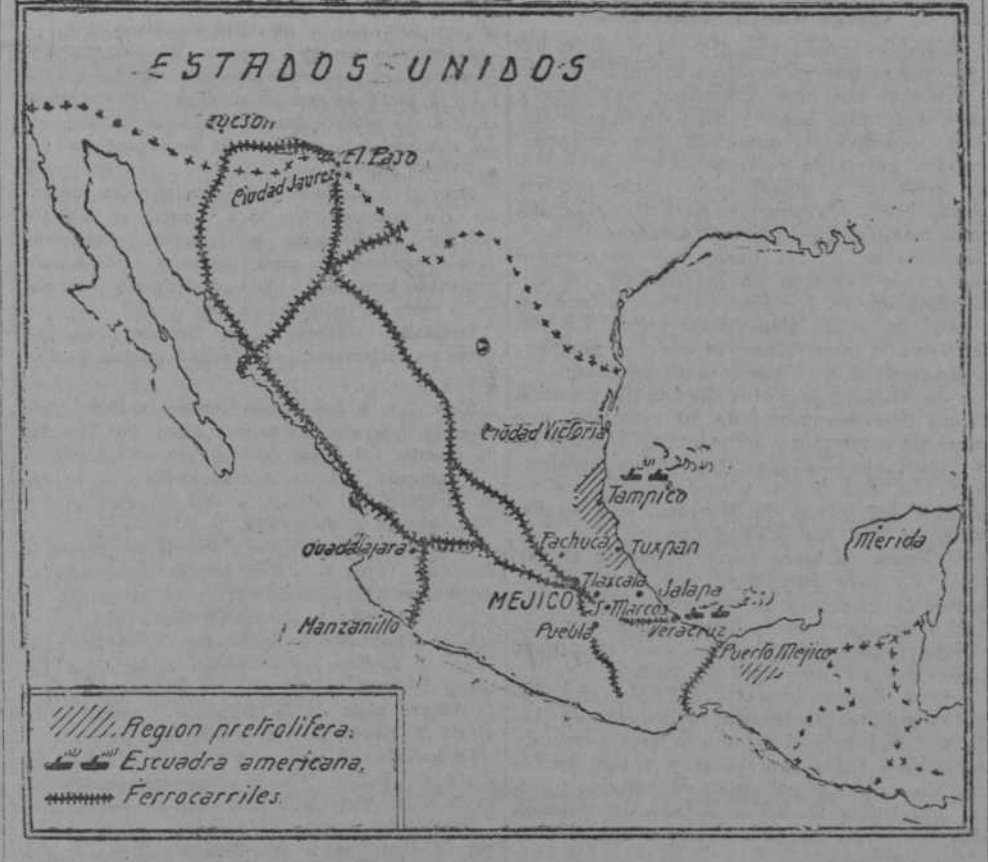 ESTADOS UNIDOS
Tucson
El Paso
Ciudad Jaurez
Ciudad Victoria
Tampico
Guadalajara
Pachuca
Tuxpan
Merida
Tlaxcala
Jalapa
MEJICO
S. Marcos
Manzanillo
Puebla
Veracruz
Puerto Mejico
Region pretrolifera.
Escuadra americana,
Ferrocarriles.